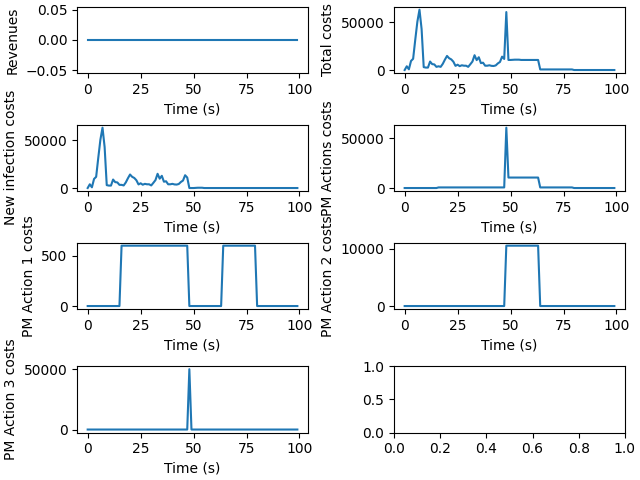 Revenues
0.05
0.00
−0.05
0 25 50 75 100
Time (s)
Total costs
50000
0
0 25 50 75 100
Time (s)
New infection costs
50000
0
0 25 50 75 100
Time (s)
PM Actions costs
50000
0
0 25 50 75 100
Time (s)
PM Action 1 costs
500
0
0 25 50 75 100
Time (s)
PM Action 2 costs
10000
0
0 25 50 75 100
Time (s)
PM Action 3 costs
50000
0
0 25 50 75 100
Time (s)
1.0
0.5
0.0
0.0 0.2 0.4 0.6 0.8 1.0